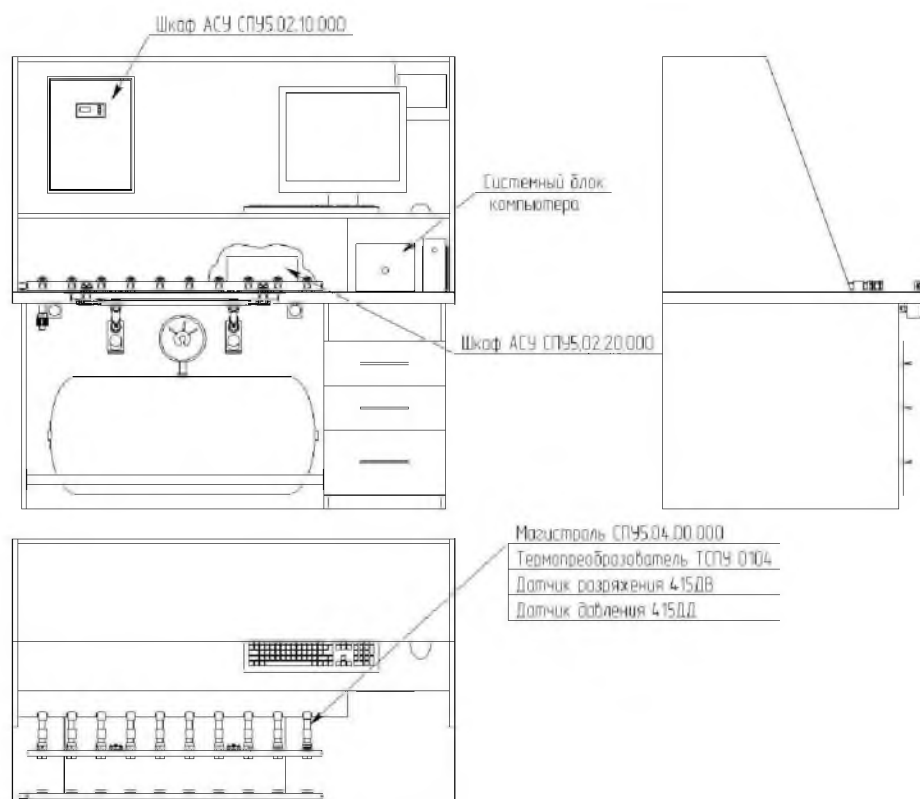 Шкаф АСУ СПУ5.02.10.000
Системный блок
компьютера
Шкаф АСУ СПУ5.02.20.000
Магистраль СПУ5.04.00.000
Термопреобразователь ТСПУ 0104
Датчик разряжения 415ДВ
Датчик давления 415ДД